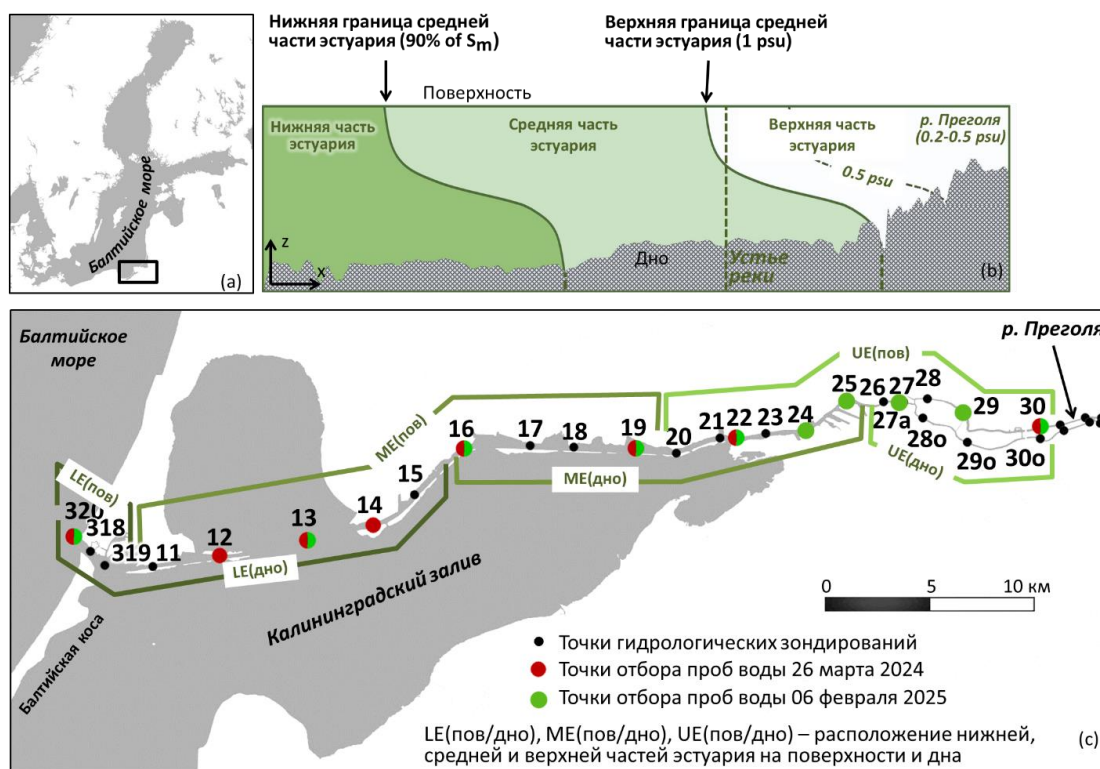 Балтийское море
(a)
Нижняя граница средней
части эстуария (90% of Sm)
Верхняя граница средней
части эстуария (1 psu)
Поверхность
Нижняя часть
эстуария
Средняя часть
эстуария
Верхняя часть
эстуария
р. Преголя
(0.2-0.5 psu)
0.5 psu
z
x
Дно
Устье
реки
(b)
Балтийское
море
р. Преголя
UE(пов)
25
26
27
28
29
30
27a
28o
29o
30o
UE(дно)
ME(пов)
16
17
18
19
20
21
22
23
24
ME(дно)
LE(пов)
320
318
319
11
12
13
14
15
LE(дно)
Калининградский залив
Балтийская коса
0
5
10 км
Точки гидрологических зондирований
Точки отбора проб воды 26 марта 2024
Точки отбора проб воды 06 февраля 2025
LE(пов/дно), ME(пов/дно), UE(пов/дно) – расположение нижней,
средней и верхней частей эстуария на поверхности и дна
(c)